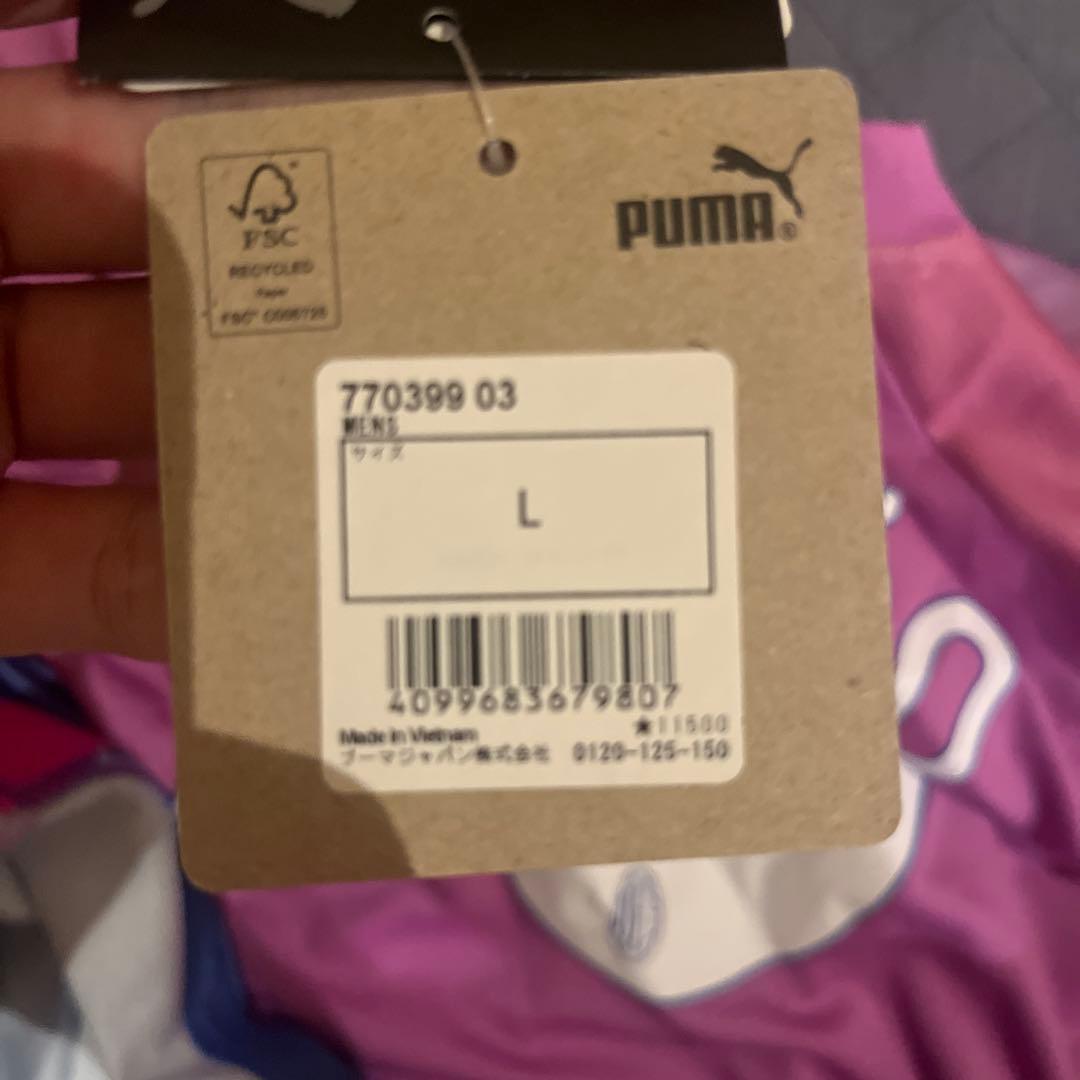 FSC
RECYCLED
Paper
PUMA®
770399 03
MENS
サイズ
L
4099683679807
★11500
Made in Vietnam
プーマジャパン株式会社 0120-125-150